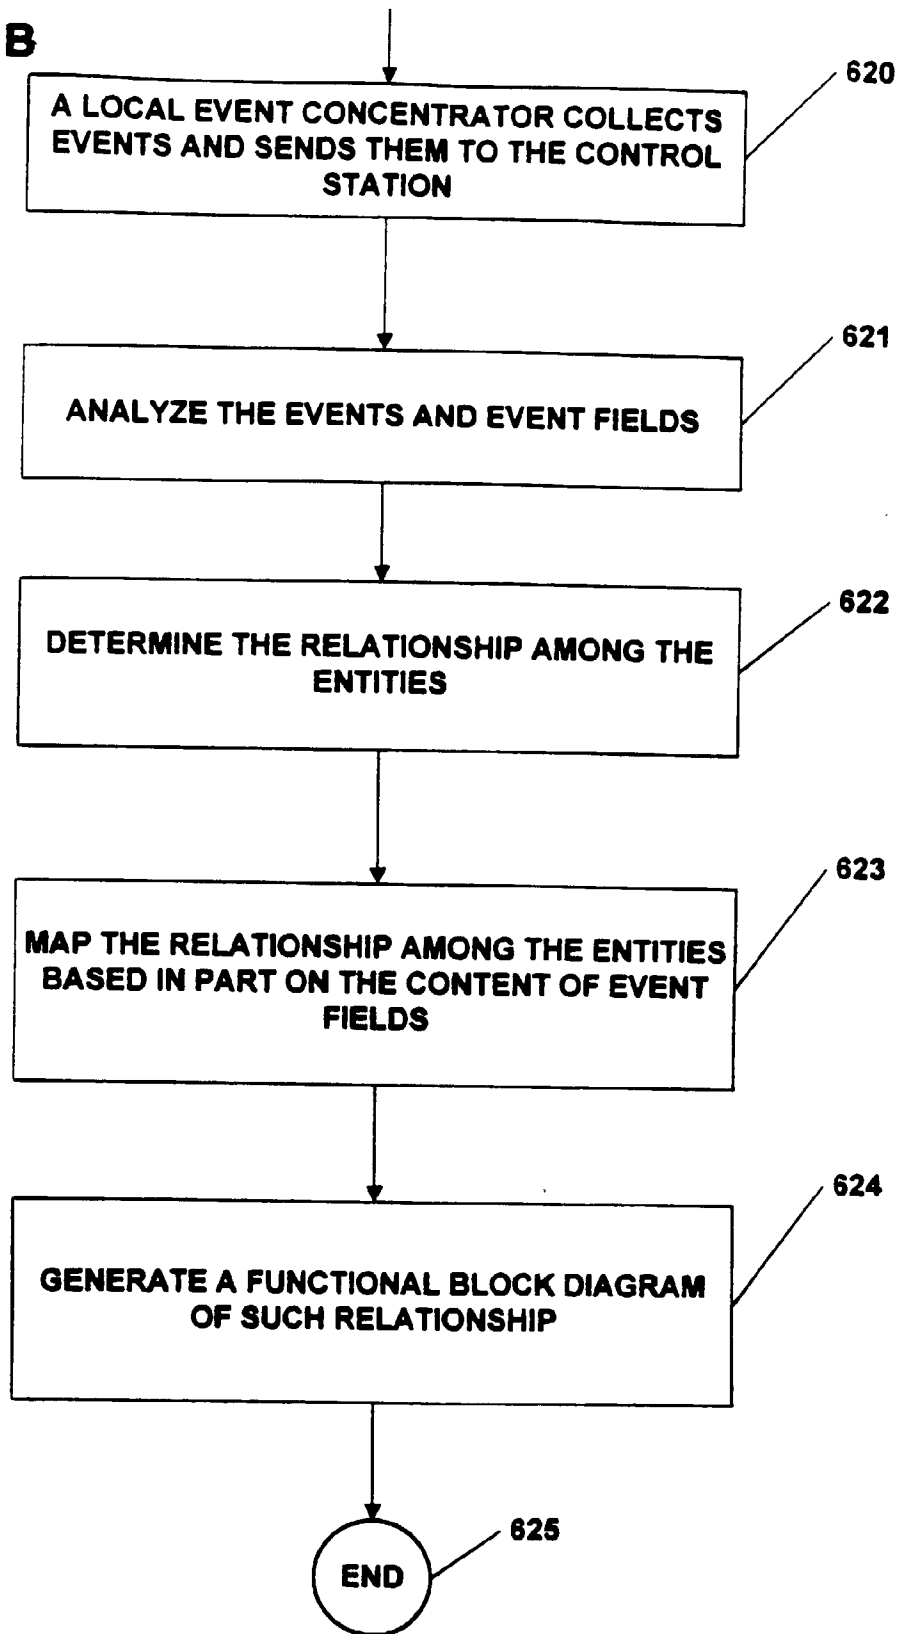 B
620
A LOCAL EVENT CONCENTRATOR COLLECTS
EVENTS AND SENDS THEM TO THE CONTROL
STATION
621
ANALYZE THE EVENTS AND EVENT FIELDS
622
DETERMINE THE RELATIONSHIP AMONG THE
ENTITIES
623
MAP THE RELATIONSHIP AMONG THE ENTITIES
BASED IN PART ON THE CONTENT OF EVENT
FIELDS
624
GENERATE A FUNCTIONAL BLOCK DIAGRAM
OF SUCH RELATIONSHIP
625
END